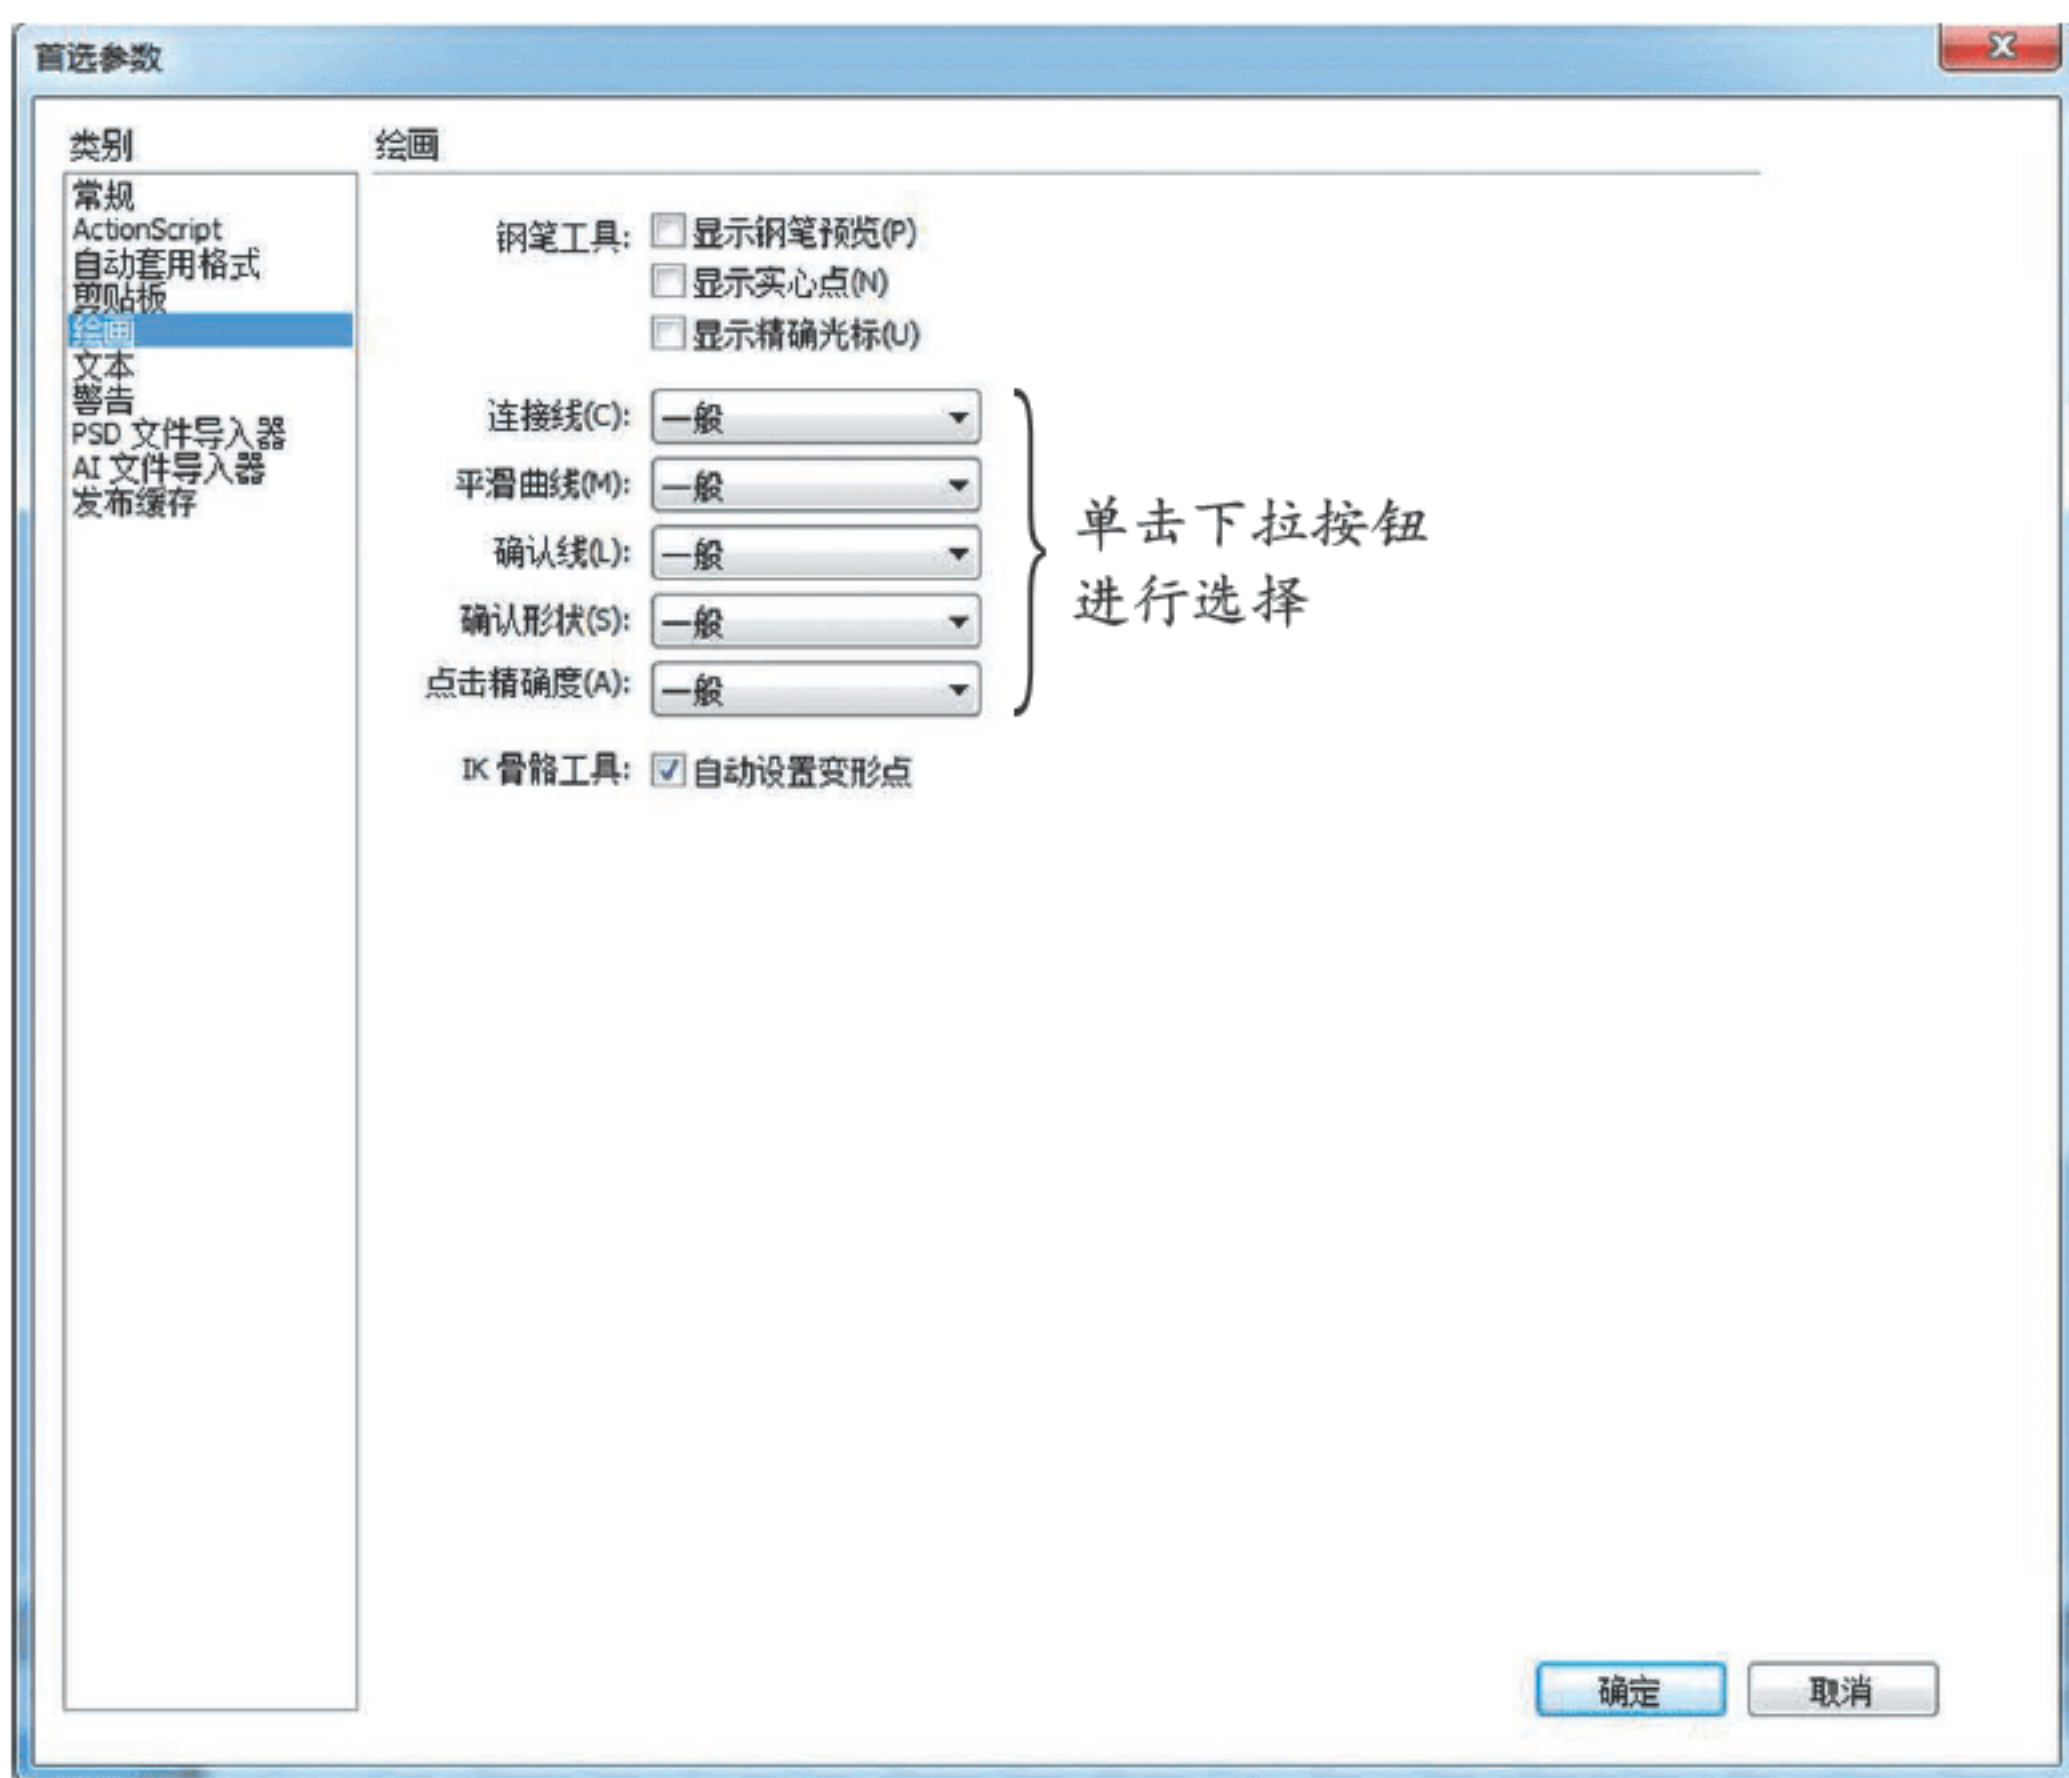 首选参数
类别
常规
ActionScript
自动套用格式
剪贴板
绘画
文本
警告
PSD 文件导入器
AI 文件导入器
发布缓存
绘画
钢笔工具: 显示钢笔预览(P)
显示实心点(N)
显示精确光标(U)
连接线(C): 一般
平滑曲线(M): 一般
确认线(L): 一般
确认形状(S): 一般
点击精确度(A): 一般
单击下拉按钮
进行选择
IK 骨骼工具: 自动设置变形点
确定 取消